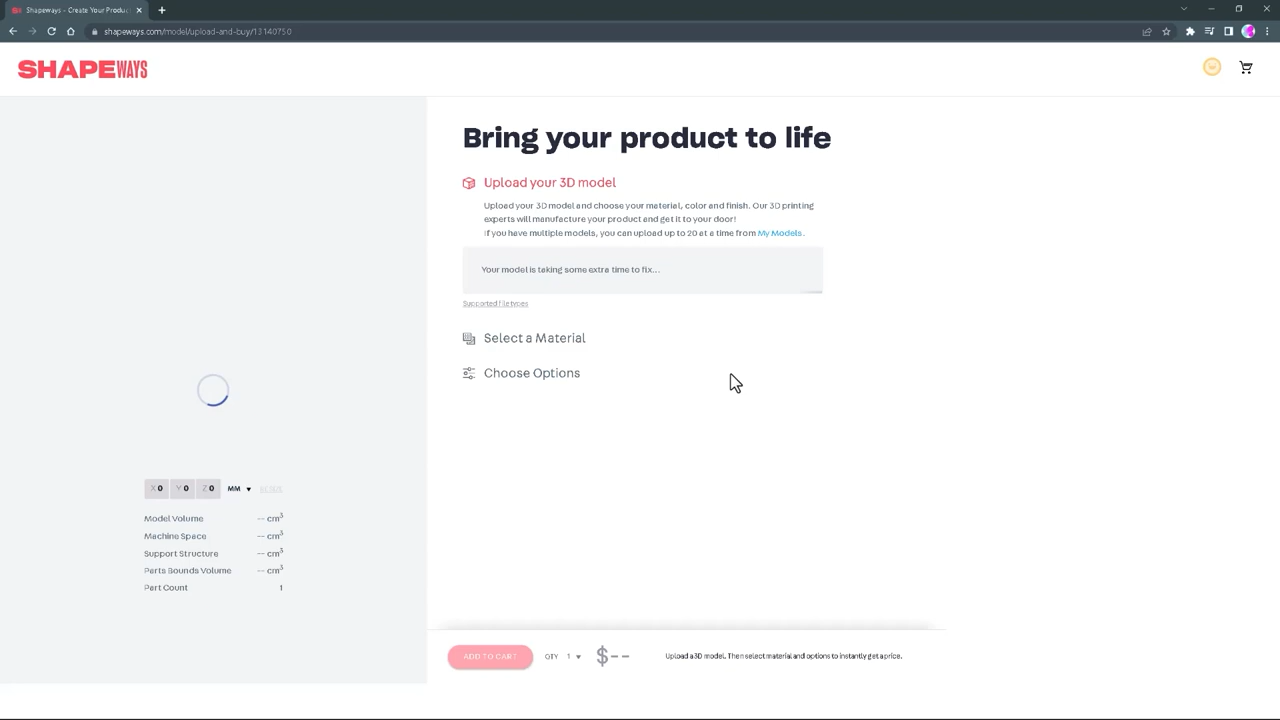 Shapeways - Create Your Produc
shapeways.com/model/upload-and-buy/13140750
SHAPEWAYS
Bring your product to life
Upload your 3D model
Upload your 3D model and choose your material, color and finish. Our 3D printing
experts will manufacture your product and get it to your door!
If you have multiple models, you can upload up to 20 at a time from My Models.
Your model is taking some extra time to fix...
Supported file types
Select a Material
Choose Options
X 0 Y 0 Z 0 MM
Model Volume -- cm³
Machine Space -- cm³
Support Structure -- cm³
Parts Bounds Volume -- cm³
Part Count 1
ADD TO CART QTY 1 $-- Upload a 3D model. Then select material and options to instantly get a price.